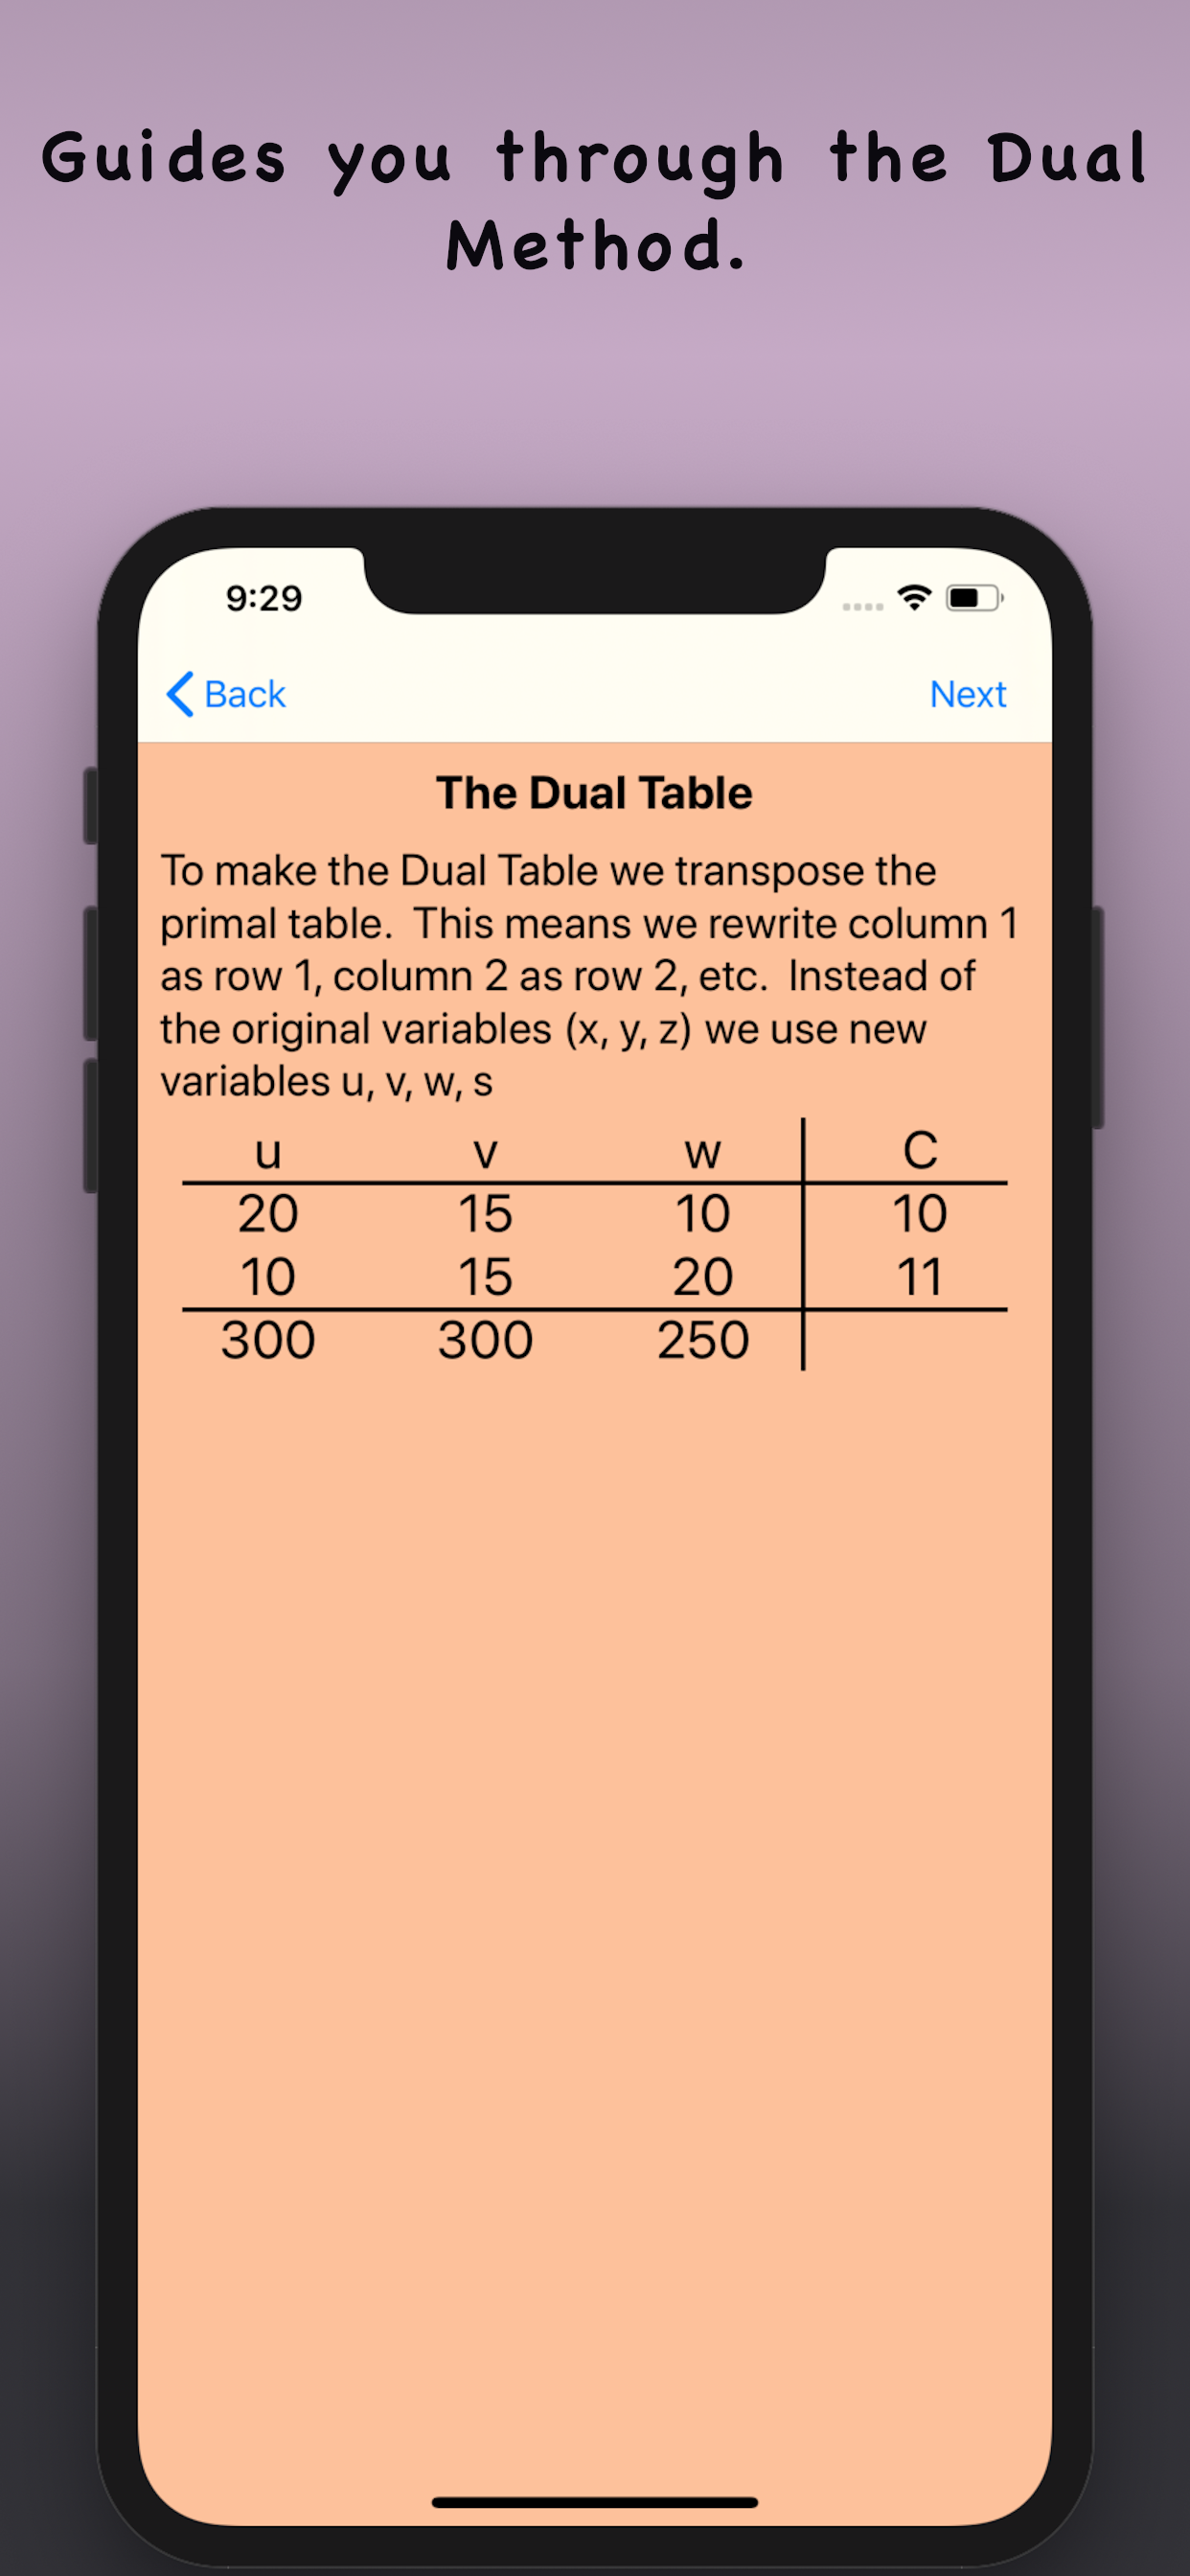 Guides you through the Dual
Method.
9:29
Back
Next
The Dual Table
To make the Dual Table we transpose the
primal table.  This means we rewrite column 1
as row 1, column 2 as row 2, etc.  Instead of
the original variables (x, y, z) we use new
variables u, v, w, s
u v w C
20 15 10 10
10 15 20 11
300 300 250